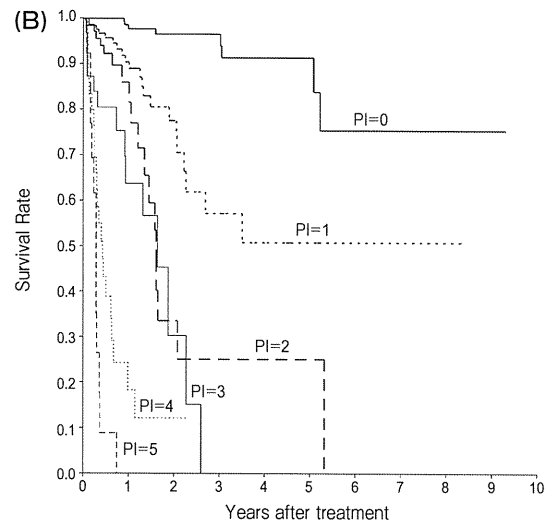 (B)
1.0
0.9
0.8
0.7
0.6
0.5
0.4
0.3
0.2
0.1
0.0
Survival Rate
PI=0
PI=1
PI=2
PI=3
PI=4
PI=5
0 1 2 3 4 5 6 7 8 9 10
Years after treatment